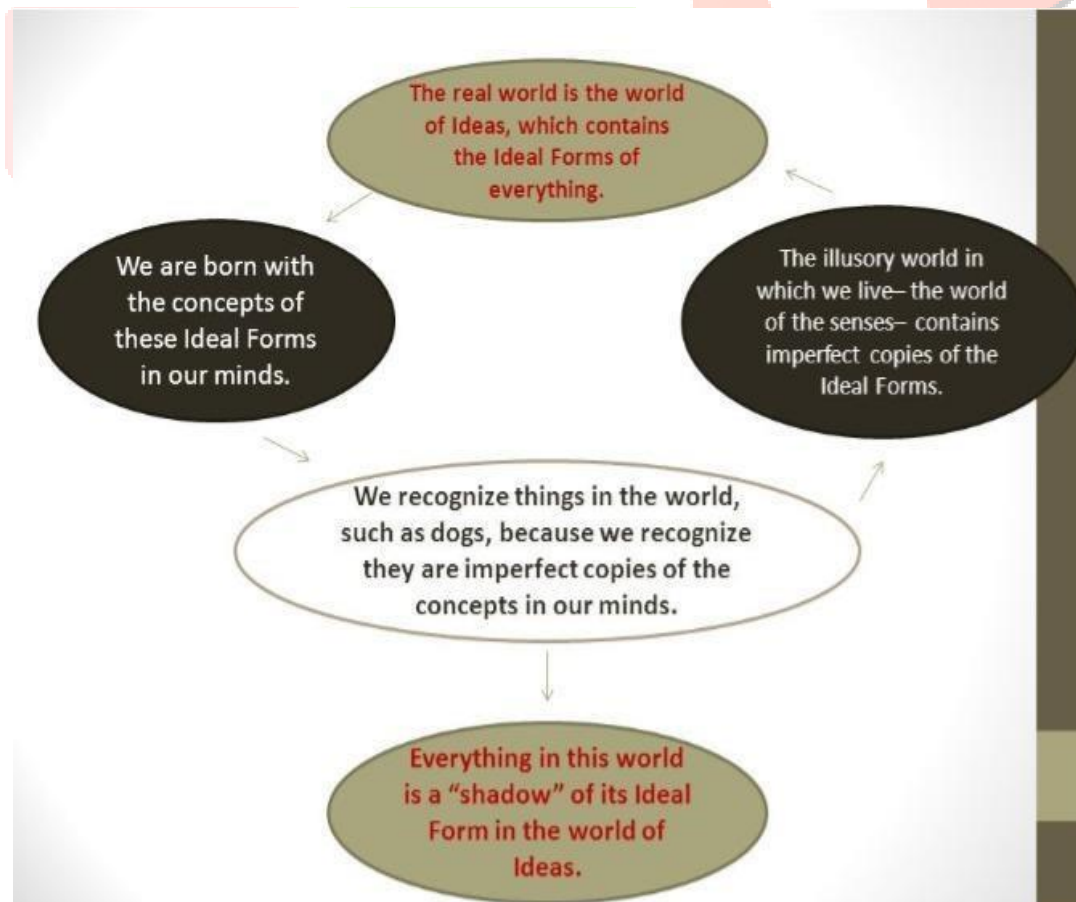 The real world is the world
of Ideas, which contains
the Ideal Forms of
everything.
We are born with
the concepts of
these Ideal Forms
in our minds.
The illusory world in
which we live– the world
of the senses– contains
imperfect copies of the
Ideal Forms.
We recognize things in the world,
such as dogs, because we recognize
they are imperfect copies of the
concepts in our minds.
Everything in this world
is a “shadow” of its Ideal
Form in the world of
Ideas.